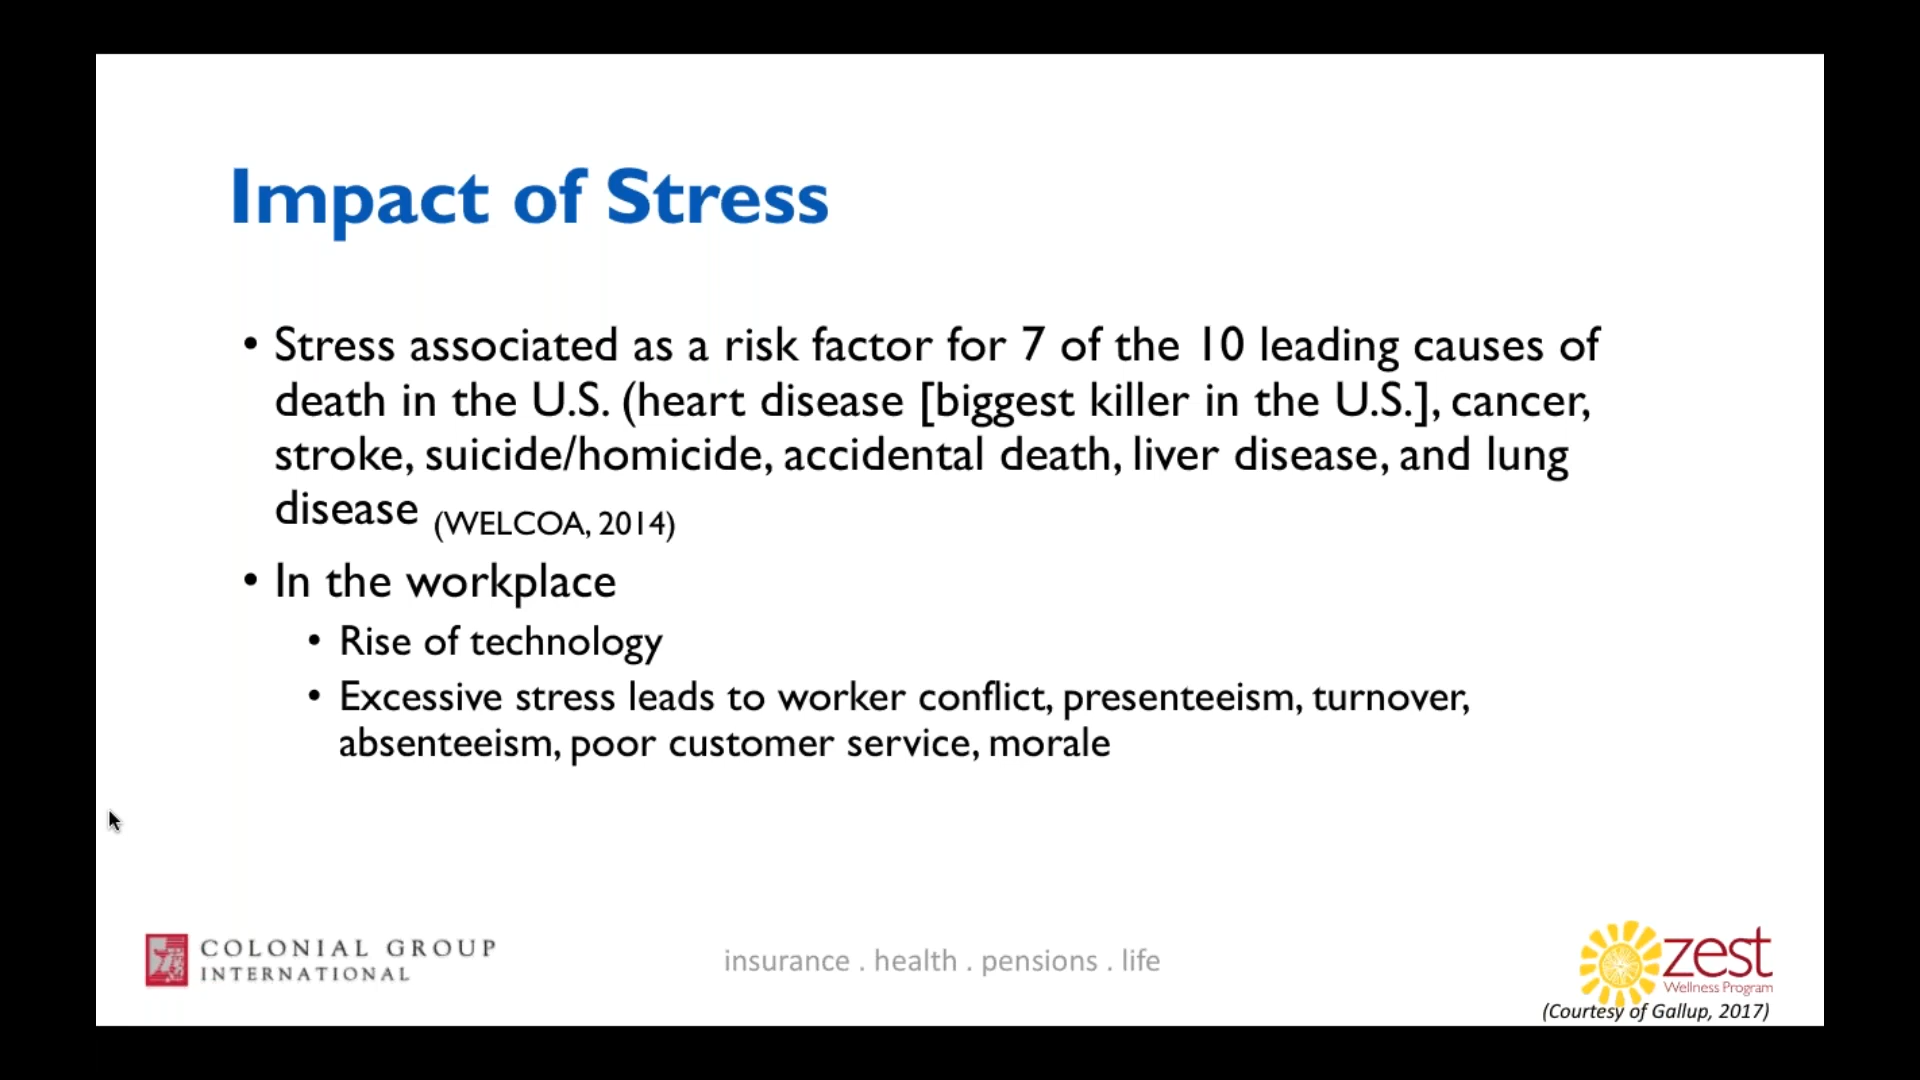 Impact of Stress
• Stress associated as a risk factor for 7 of the 10 leading causes of
death in the U.S. (heart disease [biggest killer in the U.S.], cancer,
stroke, suicide/homicide, accidental death, liver disease, and lung
disease (WELCOA, 2014)
• In the workplace
• Rise of technology
• Excessive stress leads to worker conflict, presenteeism, turnover,
absenteeism, poor customer service, morale
COLONIAL GROUP
INTERNATIONAL
insurance . health . pensions . life
zest
Wellness Program
(Courtesy of Gallup, 2017)